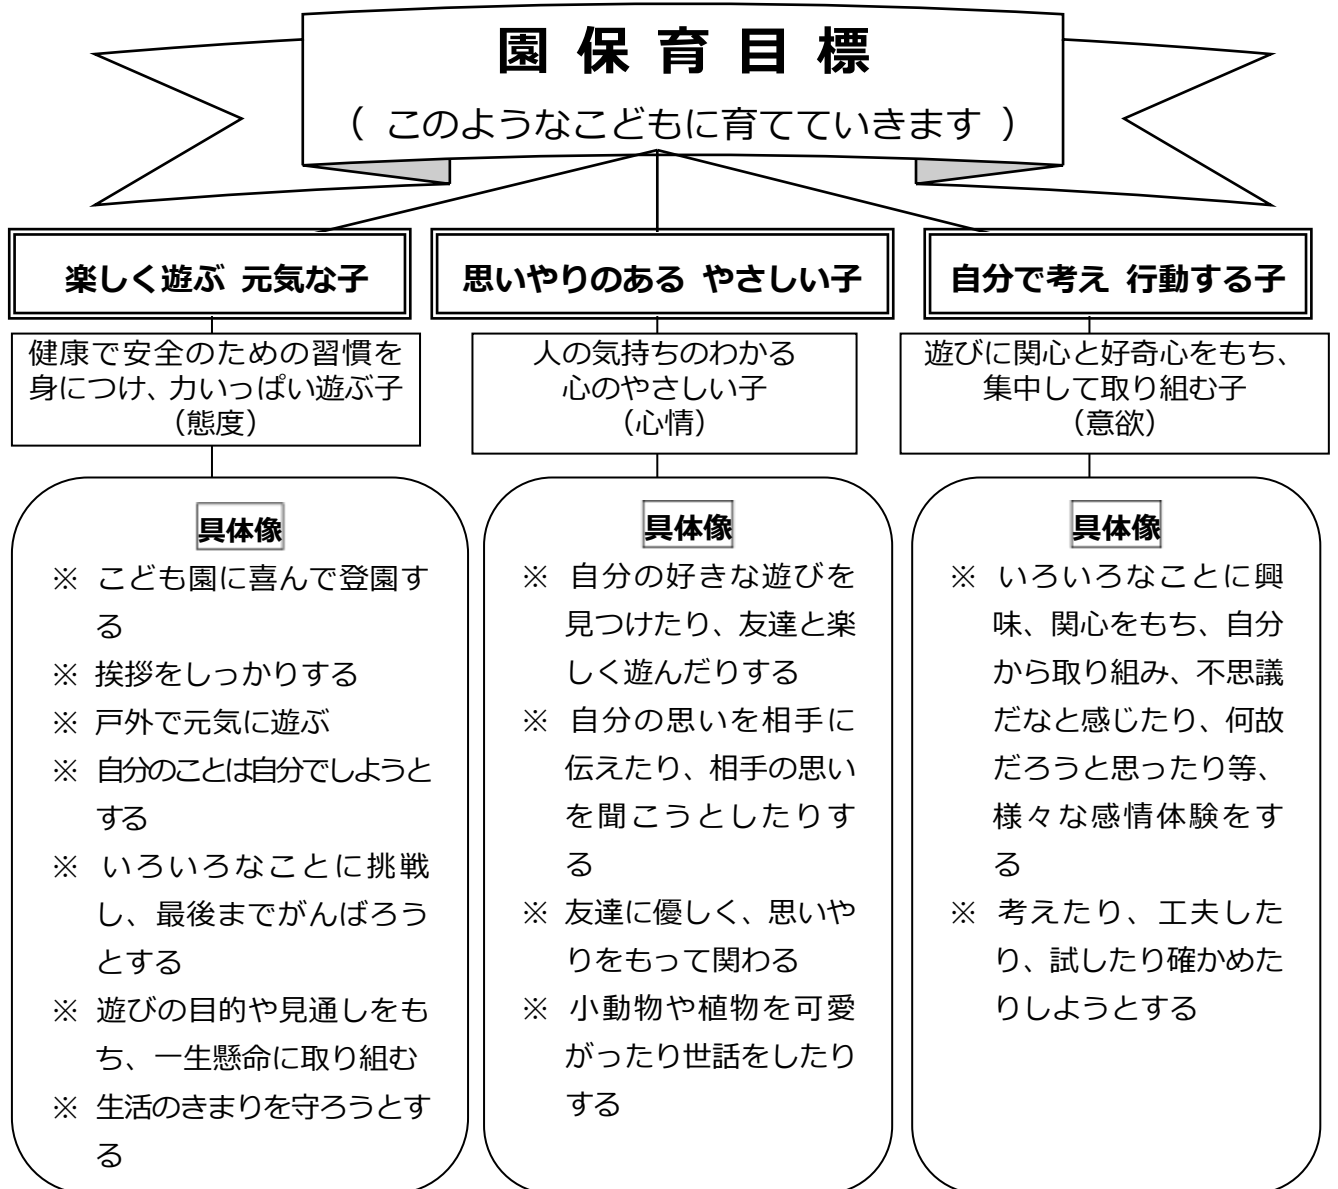 園 保 育 目 標
（ このようなこどもに育てていきます ）
楽しく遊ぶ 元気な子
健康で安全のための習慣を
身につけ、力いっぱい遊ぶ子
（態度）
具体像
※ こども園に喜んで登園す
る
※ 挨拶をしっかりする
※ 戸外で元気に遊ぶ
※ 自分のことは自分でしようと
する
※ いろいろなことに挑戦
し、最後までがんばろう
とする
※ 遊びの目的や見通しをも
ち、一生懸命に取り組む
※ 生活のきまりを守ろうとす
る
思いやりのある やさしい子
人の気持ちのわかる
心のやさしい子
（心情）
具体像
※ 自分の好きな遊びを
見つけたり、友達と楽
しく遊んだりする
※ 自分の思いを相手に
伝えたり、相手の思い
を聞こうとしたりす
る
※ 友達に優しく、思いや
りをもって関わる
※ 小動物や植物を可愛
がったり世話をしたり
する
自分で考え 行動する子
遊びに関心と好奇心をもち、
集中して取り組む子
（意欲）
具体像
※ いろいろなことに興
味、関心をもち、自分
から取り組み、不思議
だなと感じたり、何故
だろうと思ったり等、
様々な感情体験をす
る
※ 考えたり、工夫した
り、試したり確かめた
りしようとする